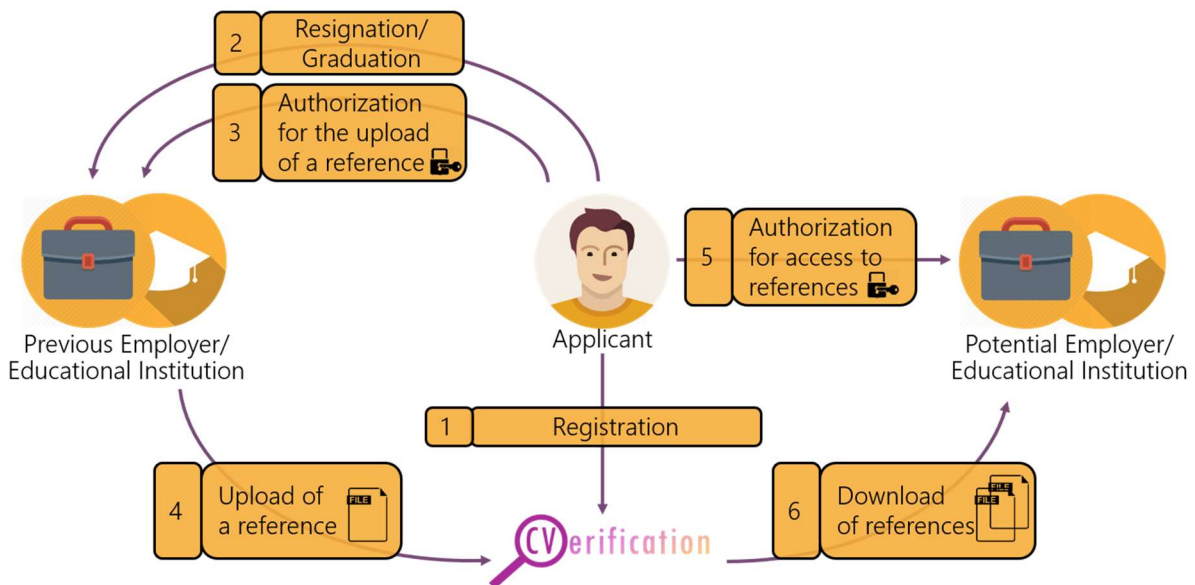 2
Resignation/
Graduation
3
Authorization
for the upload
of a reference
5
Authorization
for access to
references
Previous Employer/
Educational Institution
Applicant
Potential Employer/
Educational Institution
1
Registration
4
Upload of
a reference
FILE
6
Download
of references
FILE
FILE
CVerification